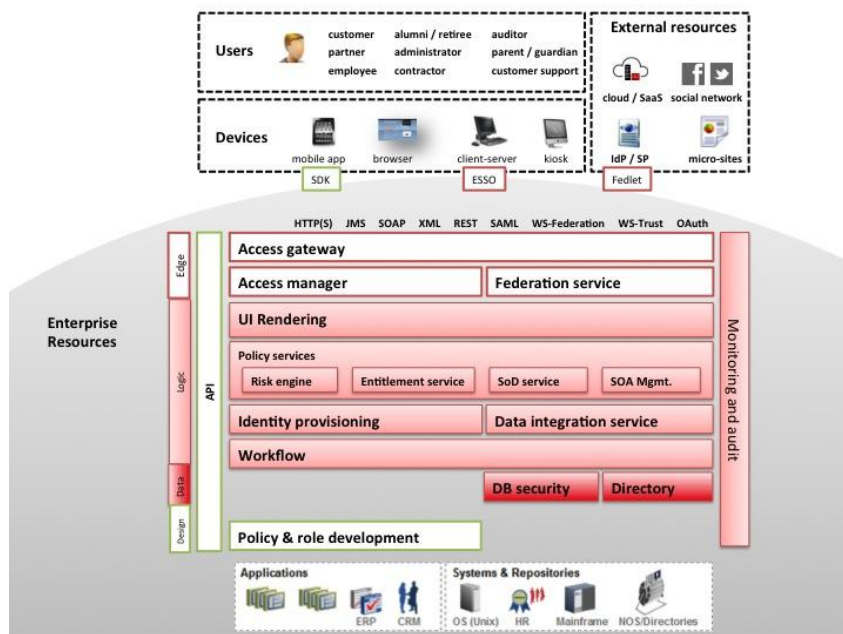 Users
customer alumni / retiree auditor
partner administrator parent / guardian
employee contractor customer support
External resources
cloud / SaaS social network
IdP / SP micro-sites
Devices
mobile app browser client-server kiosk
SDK ESSO Fedlet
HTTP(S) JMS SOAP XML REST SAML WS-Federation WS-Trust OAuth
Enterprise
Resources
Edge
Logic
Data
Design
API
Access gateway
Access manager Federation service
UI Rendering
Policy services
Risk engine Entitlement service SoD service SOA Mgmt.
Identity provisioning Data integration service
Workflow
DB security Directory
Policy & role development
Monitoring and audit
Applications
ERP CRM
Systems & Repositories
OS (Unix) HR Mainframe NOS/Directories